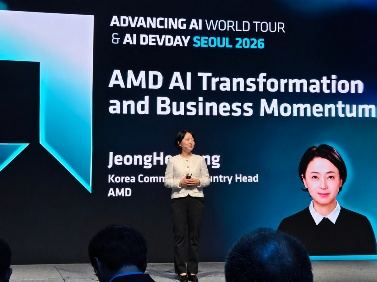 ADVANCING AI WORLD TOUR
& AI DEVDAY SEOUL 2026
AMD AI Transformation
and Business Momentum
Korea Country Head
AMD